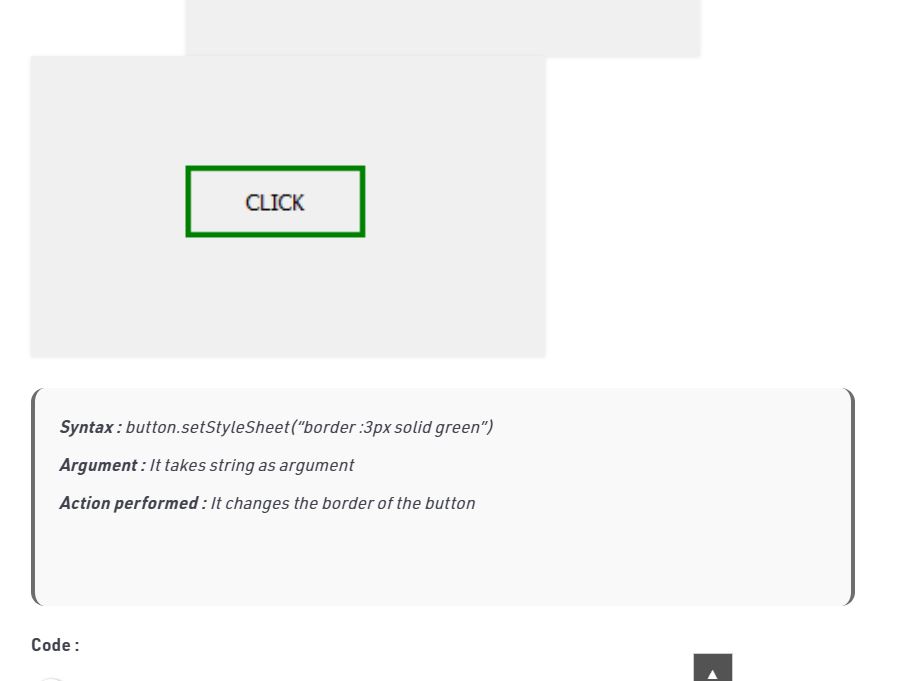 CLICK
Syntax : button.setStyleSheet(“border :3px solid green”)
Argument : It takes string as argument
Action performed : It changes the border of the button
Code :